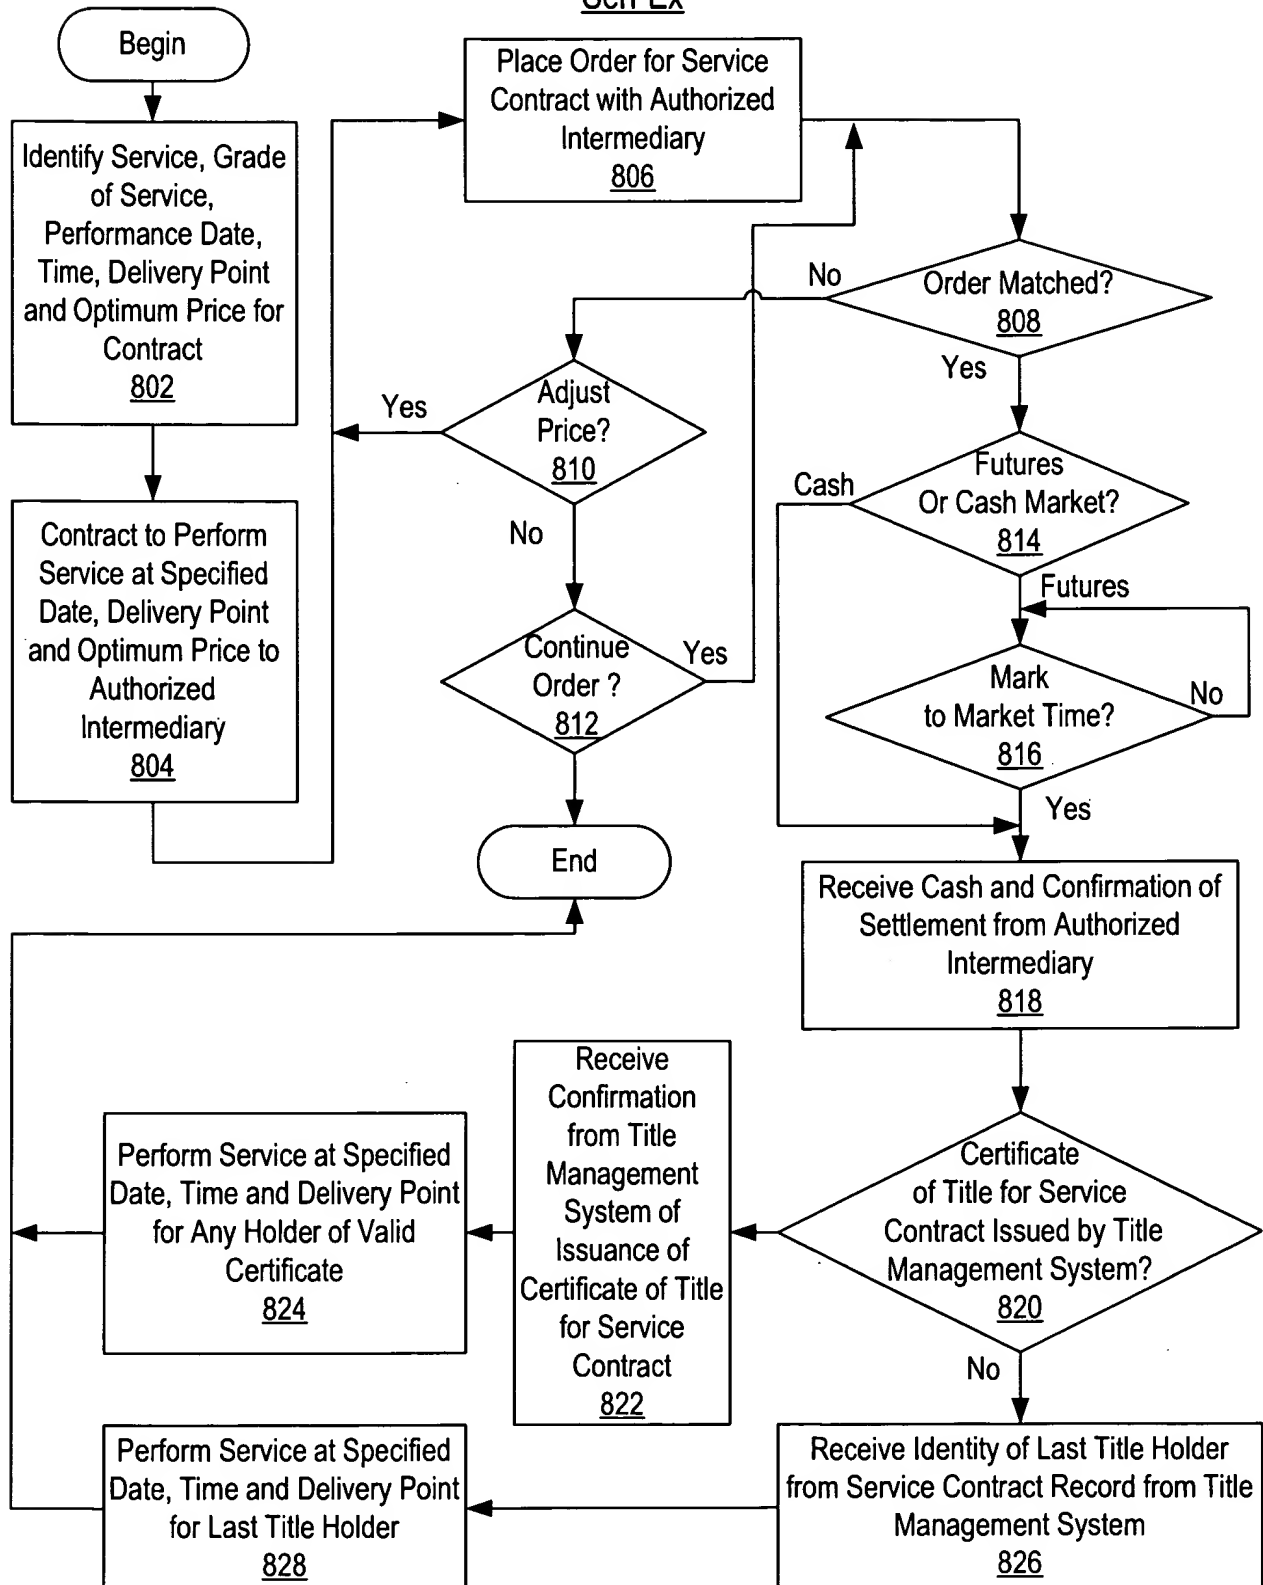 Begin
Identify Service, Grade
of Service,
Performance Date,
Time, Delivery Point
and Optimum Price for
Contract
802
Contract to Perform
Service at Specified
Date, Delivery Point
and Optimum Price to
Authorized
Intermediary
804
Place Order for Service
Contract with Authorized
Intermediary
806
Order Matched?
808
No
Yes
Adjust
Price?
810
Yes
No
Continue
Order ?
812
Yes
End
Futures
Or Cash Market?
814
Cash
Futures
Mark
to Market Time?
816
No
Yes
Receive Cash and Confirmation of
Settlement from Authorized
Intermediary
818
Certificate
of Title for Service
Contract Issued by Title
Management System?
820
No
Receive
Confirmation
from Title
Management
System of
Issuance of
Certificate of Title
for Service
Contract
822
Perform Service at Specified
Date, Time and Delivery Point
for Any Holder of Valid
Certificate
824
Receive Identity of Last Title Holder
from Service Contract Record from Title
Management System
826
Perform Service at Specified
Date, Time and Delivery Point
for Last Title Holder
828